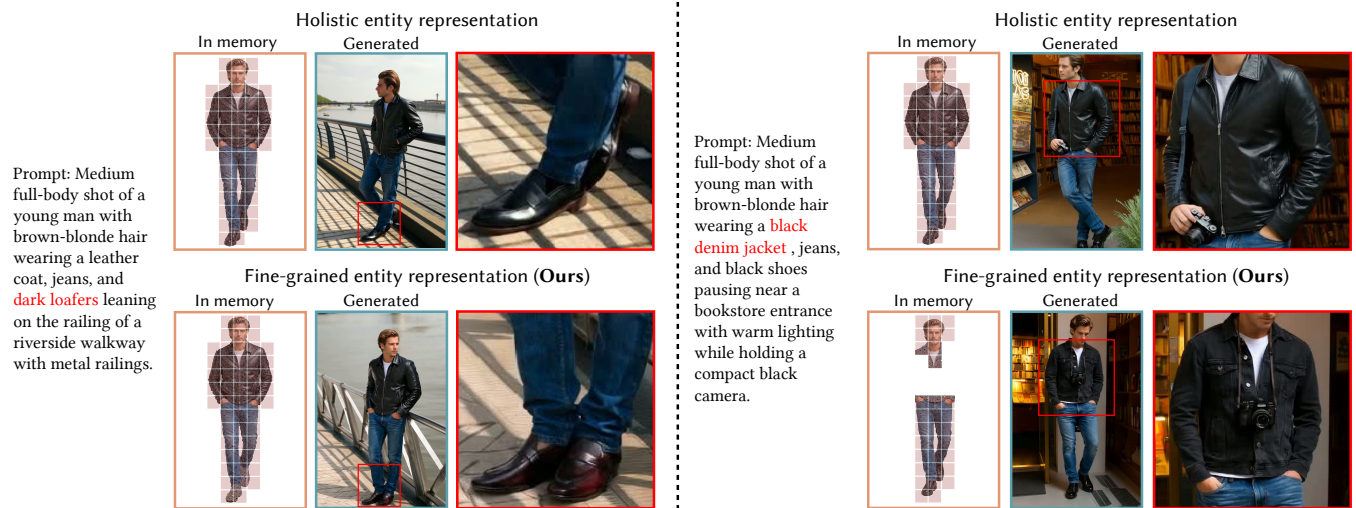 Holistic entity representation
In memory
Generated
Prompt: Medium
full-body shot of a
young man with
brown-blonde hair
wearing a leather
coat, jeans, and
dark loafers leaning
on the railing of a
riverside walkway
with metal railings.
Fine-grained entity representation (Ours)
In memory
Generated
Holistic entity representation
In memory
Generated
Prompt: Medium
full-body shot of a
young man with
brown-blonde hair
wearing a black
denim jacket , jeans,
and black shoes
pausing near a
bookstore entrance
with warm lighting
while holding a
compact black
camera.
Fine-grained entity representation (Ours)
In memory
Generated